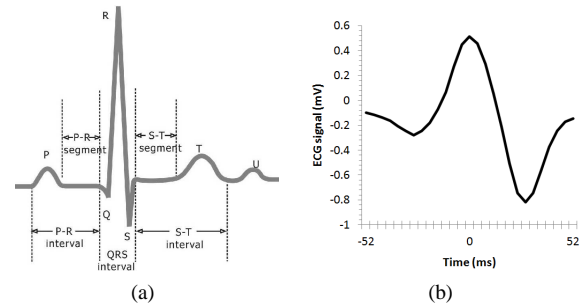 R
P-R
segment
S-T
segment
P
T
U
Q
S
P-R
interval
QRS
interval
S-T
interval
(a)
ECG signal (mV)
0.6
0.4
0.2
0
-0.2
-0.4
-0.6
-0.8
-1
-52
0
52
Time (ms)
(b)